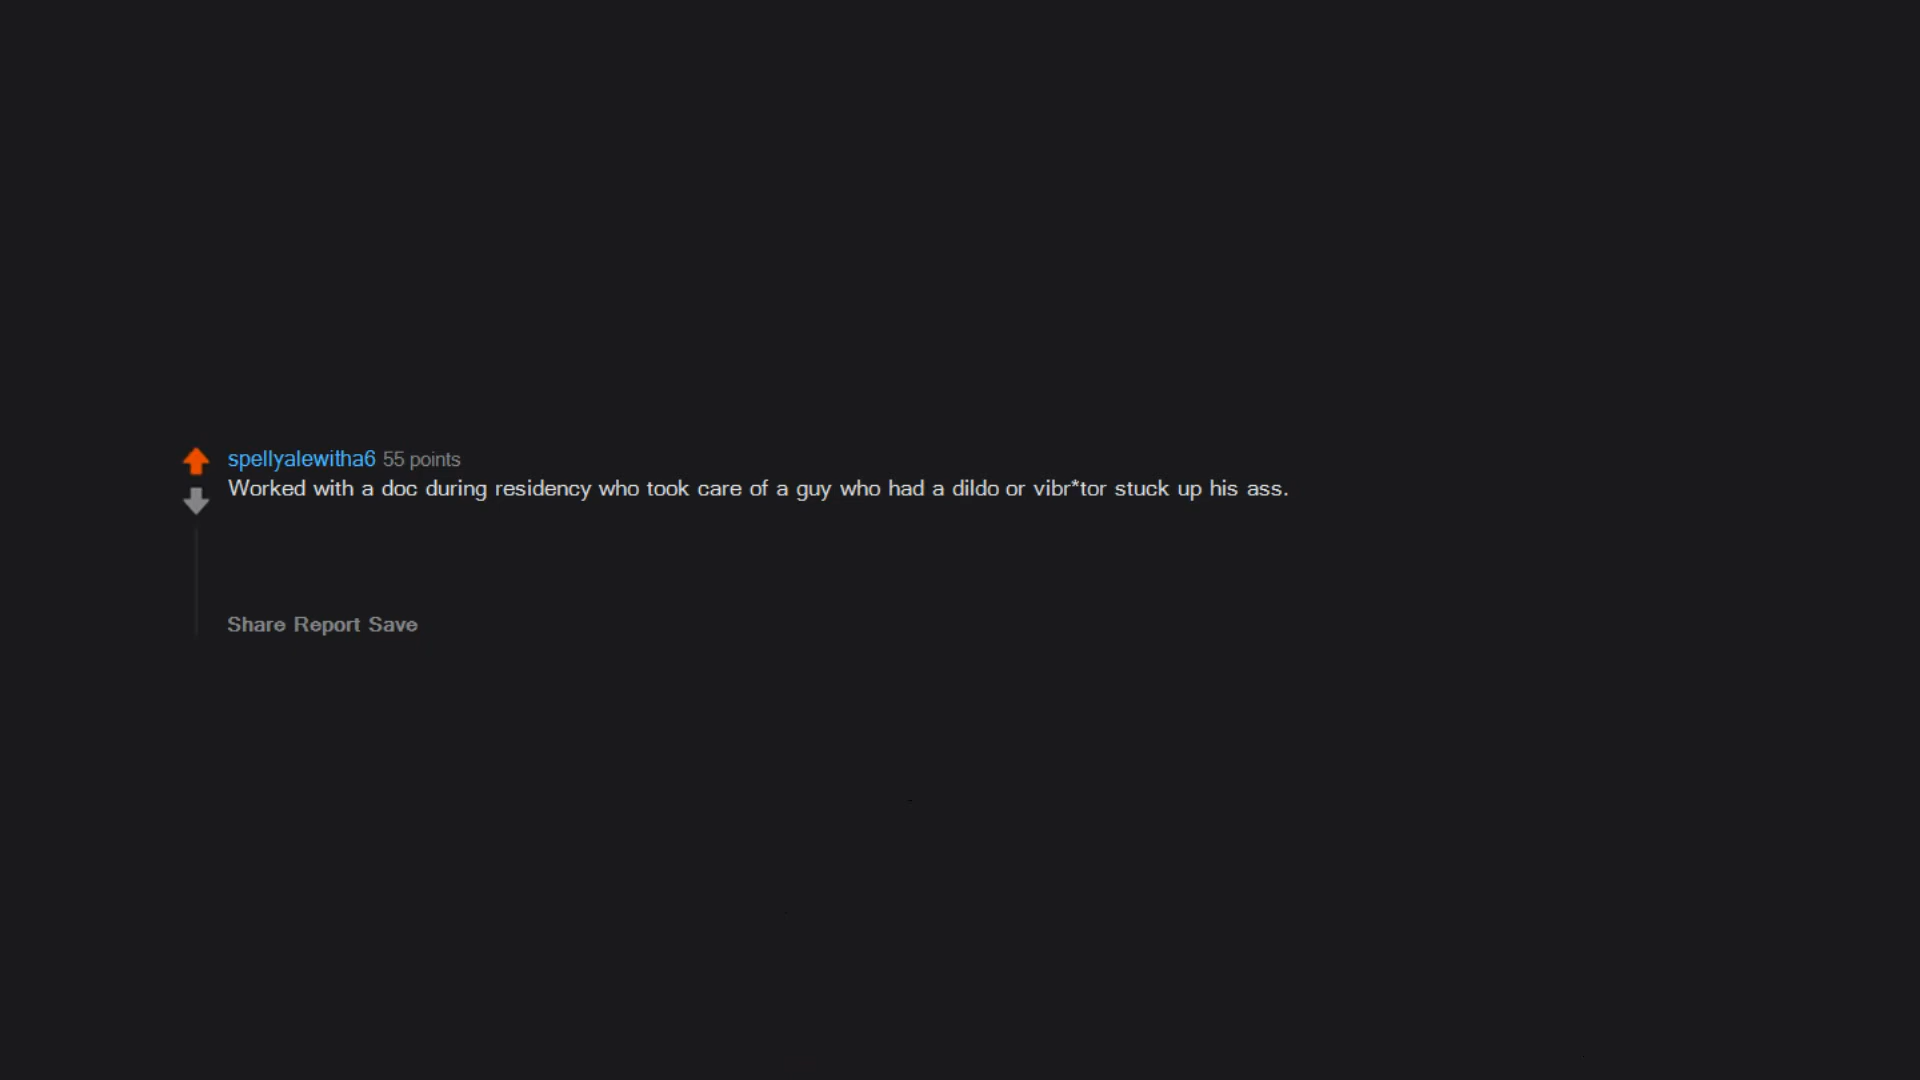 spellyalewitha6 55 points
Worked with a doc during residency who took care of a guy who had a dildo or vibr*tor stuck up his ass.
Share Report Save